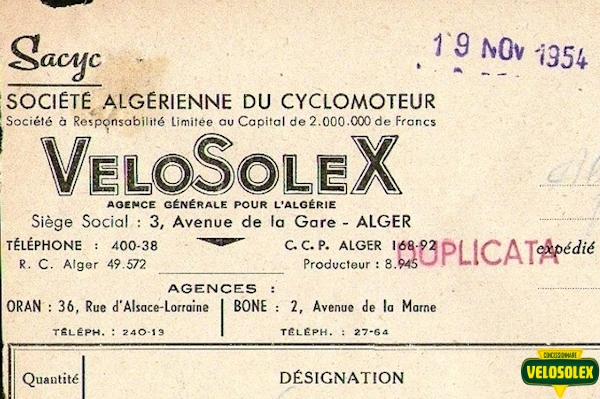 Sacyc
19 NOV 1954
SOCIÉTÉ ALGÉRIENNE DU CYCLOMOTEUR
Société à Responsabilité Limitée au Capital de 2.000.000 de Francs
VELOSOLEX
AGENCE GÉNÉRALE POUR L'ALGÉRIE
Siège Social : 3, Avenue de la Gare - ALGER
TÉLÉPHONE : 400-38
C. C. P. ALGER 168-92
DUPLICATA
expédié
R. C. Alger 49.572
Producteur : 8.945
AGENCES :
ORAN : 36, Rue d'Alsace-Lorraine
BONE : 2, Avenue de la Marne
TÉLÉPH. : 240-13
TÉLÉPH. : 27-64
Quantité
DÉSIGNATION
CONCESSIONNAIRE
VELOSOLEX